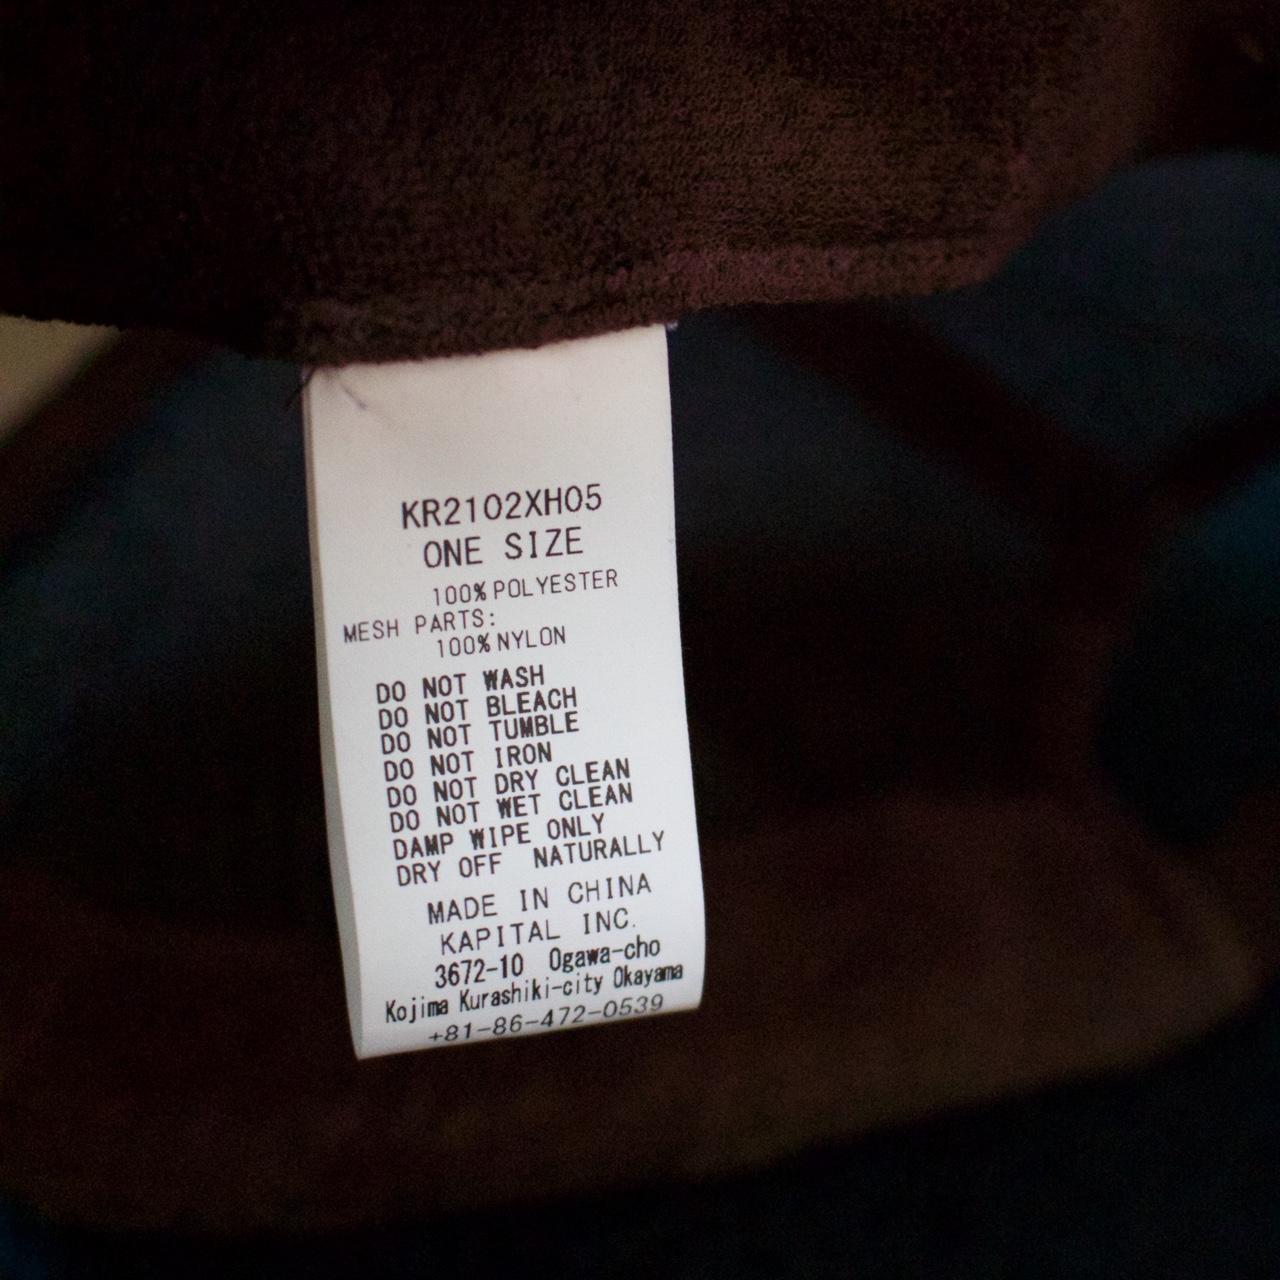 KR2102XH05
ONE SIZE
100% POLYESTER
MESH PARTS:
100% NYLON
DO NOT WASH
DO NOT BLEACH
DO NOT TUMBLE
DO NOT IRON
DO NOT DRY CLEAN
DO NOT WET CLEAN
DAMP WIPE ONLY
DRY OFF NATURALLY
MADE IN CHINA
KAPITAL INC.
3672-10 Ogawa-cho
Kojima Kurashiki-city Okayama
+81-86-472-0539